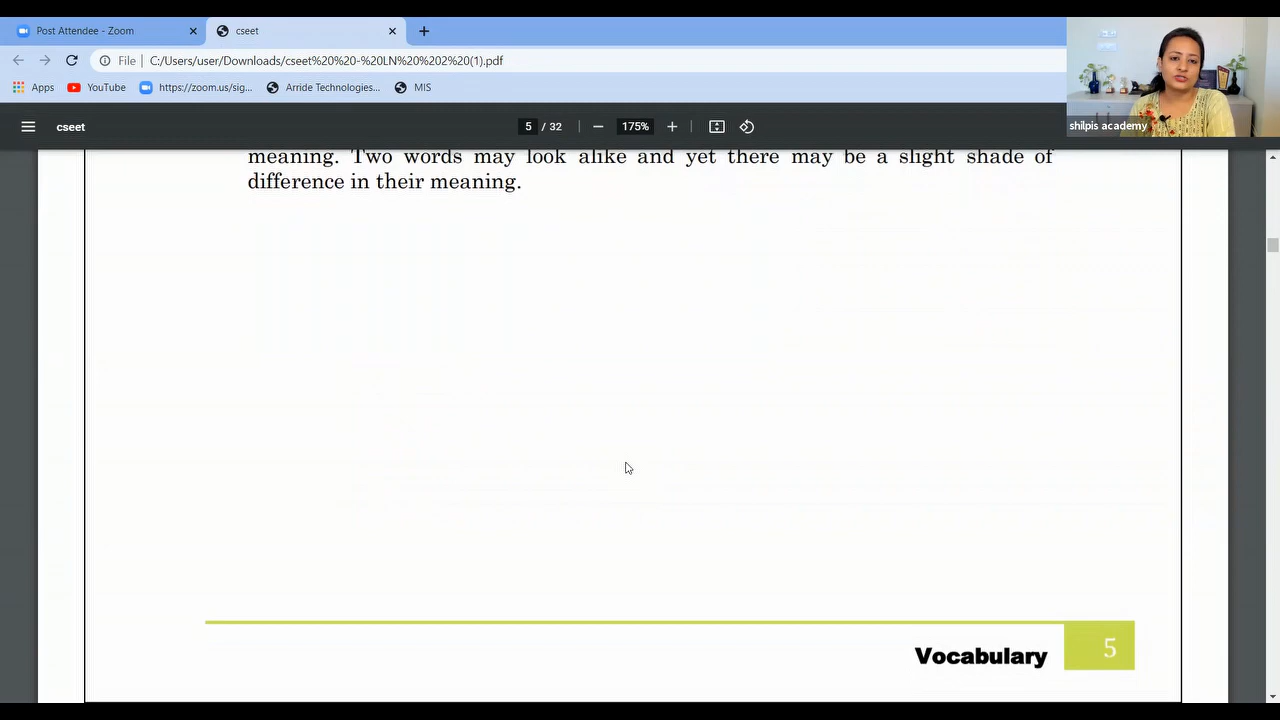 Post Attendee - Zoom
cseet
File
C:/Users/user/Downloads/cseet%20%20-%20LN%20%202%20(1).pdf
Apps
YouTube
https://zoom.us/sig...
Arride Technologies...
MIS
shilpis academy
cseet
5 / 32
175%
meaning. Two words may look alike and yet there may be a slight shade of
difference in their meaning.
Vocabulary
5